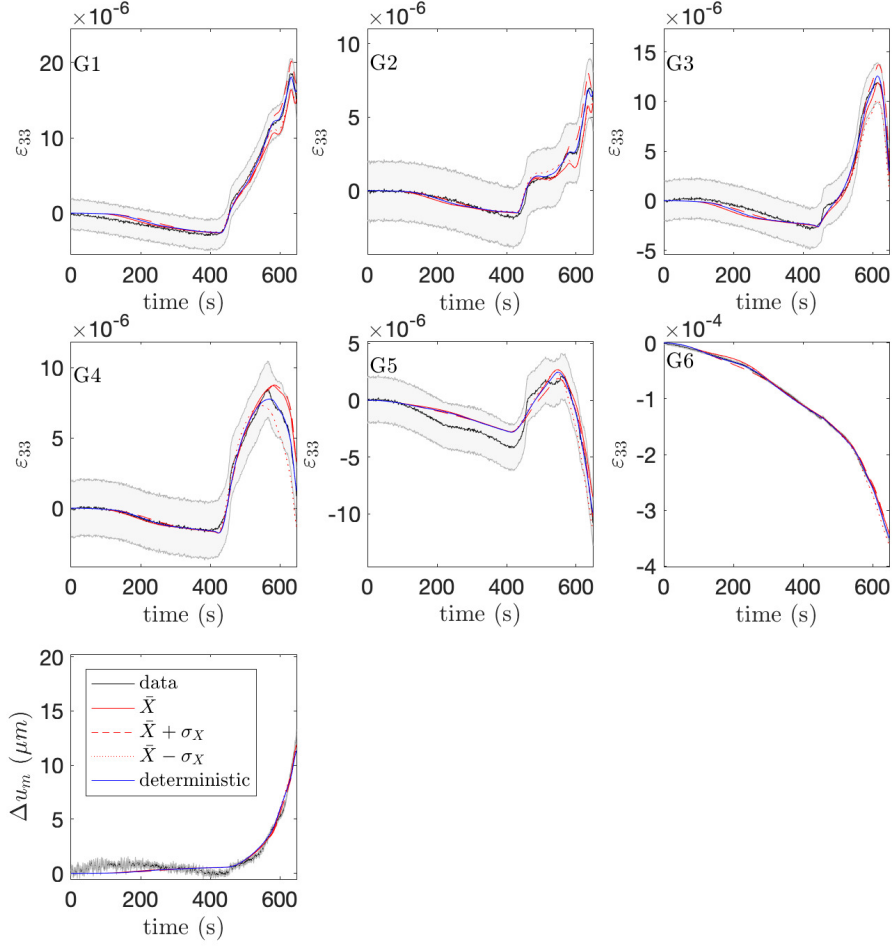 ×10⁻⁶
G1
20
15
10
5
0
ε₃₃
0 200 400 600
time (s)
×10⁻⁶
G2
10
5
0
ε₃₃
0 200 400 600
time (s)
×10⁻⁶
G3
15
10
5
0
-5
ε₃₃
0 200 400 600
time (s)
×10⁻⁶
G4
10
5
0
ε₃₃
0 200 400 600
time (s)
×10⁻⁶
G5
5
0
-5
-10
ε₃₃
0 200 400 600
time (s)
×10⁻⁴
G6
0
-1
-2
-3
-4
ε₃₃
0 200 400 600
time (s)
20
15
10
5
0
Δuₘ (μm)
data
X̄
X̄ + σ_X
X̄ − σ_X
deterministic
0 200 400 600
time (s)